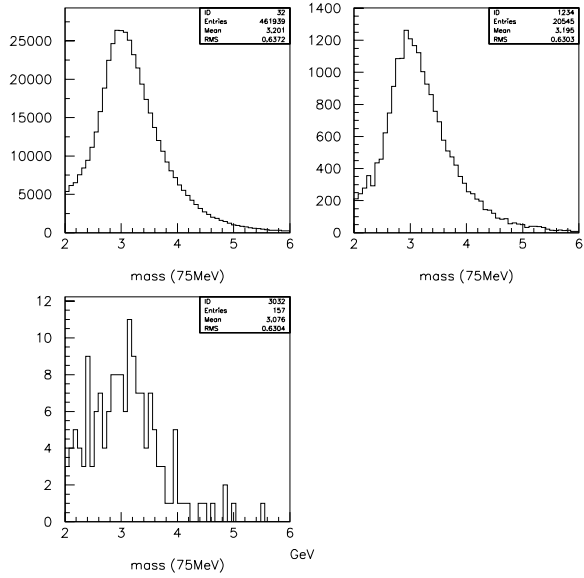 ID 32
Entries 461939
Mean 3.201
RMS 0.6372
25000
20000
15000
10000
5000
0
2 3 4 5 6
mass (75MeV)
ID 1234
Entries 20545
Mean 3.195
RMS 0.6303
1400
1200
1000
800
600
400
200
0
2 3 4 5 6
mass (75MeV)
ID 3032
Entries 157
Mean 3.076
RMS 0.6304
12
10
8
6
4
2
0
2 3 4 5 6
GeV
mass (75MeV)